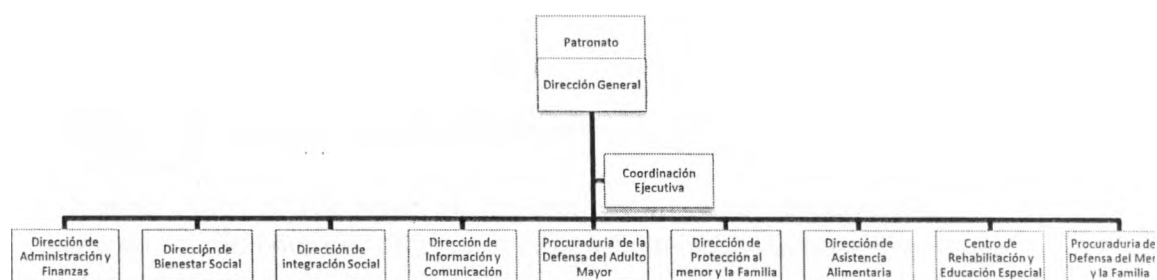 Patronato
Dirección General
Coordinación
Ejecutiva
Dirección de
Administración y
Finanzas
Dirección de
Bienestar Social
Dirección de
integración Social
Dirección de
Información y
Comunicación
Procuraduria de la
Defensa del Adulto
Mayor
Dirección de
Protección al
menor y la Familia
Dirección de
Asistencia
Alimentaria
Centro de
Rehabilitación y
Educación Especial
Procuraduria de
Defensa del
y la Familia